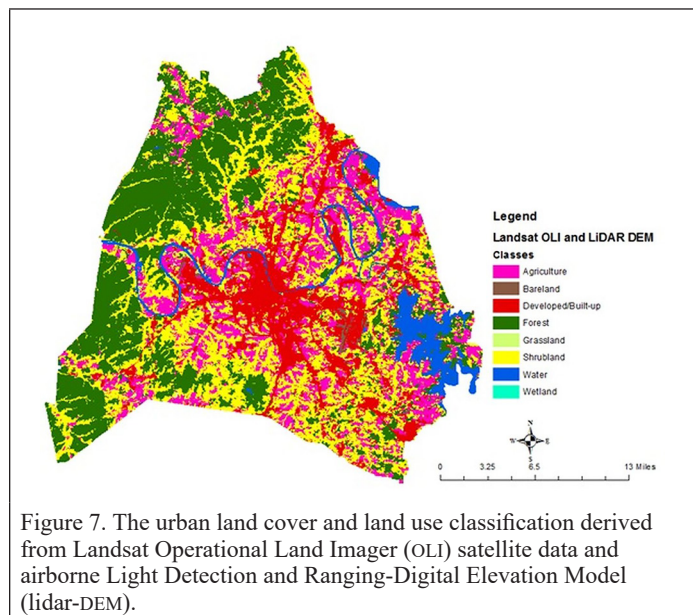 Legend
Landsat OLI and LiDAR DEM
Classes
Agriculture
Bareland
Developed/Built-up
Forest
Grassland
Shrubland
Water
Wetland
N
W E
S
0 3.25 6.5 13 Miles
Figure 7. The urban land cover and land use classification derived
from Landsat Operational Land Imager (OLI) satellite data and
airborne Light Detection and Ranging-Digital Elevation Model
(lidar-DEM).